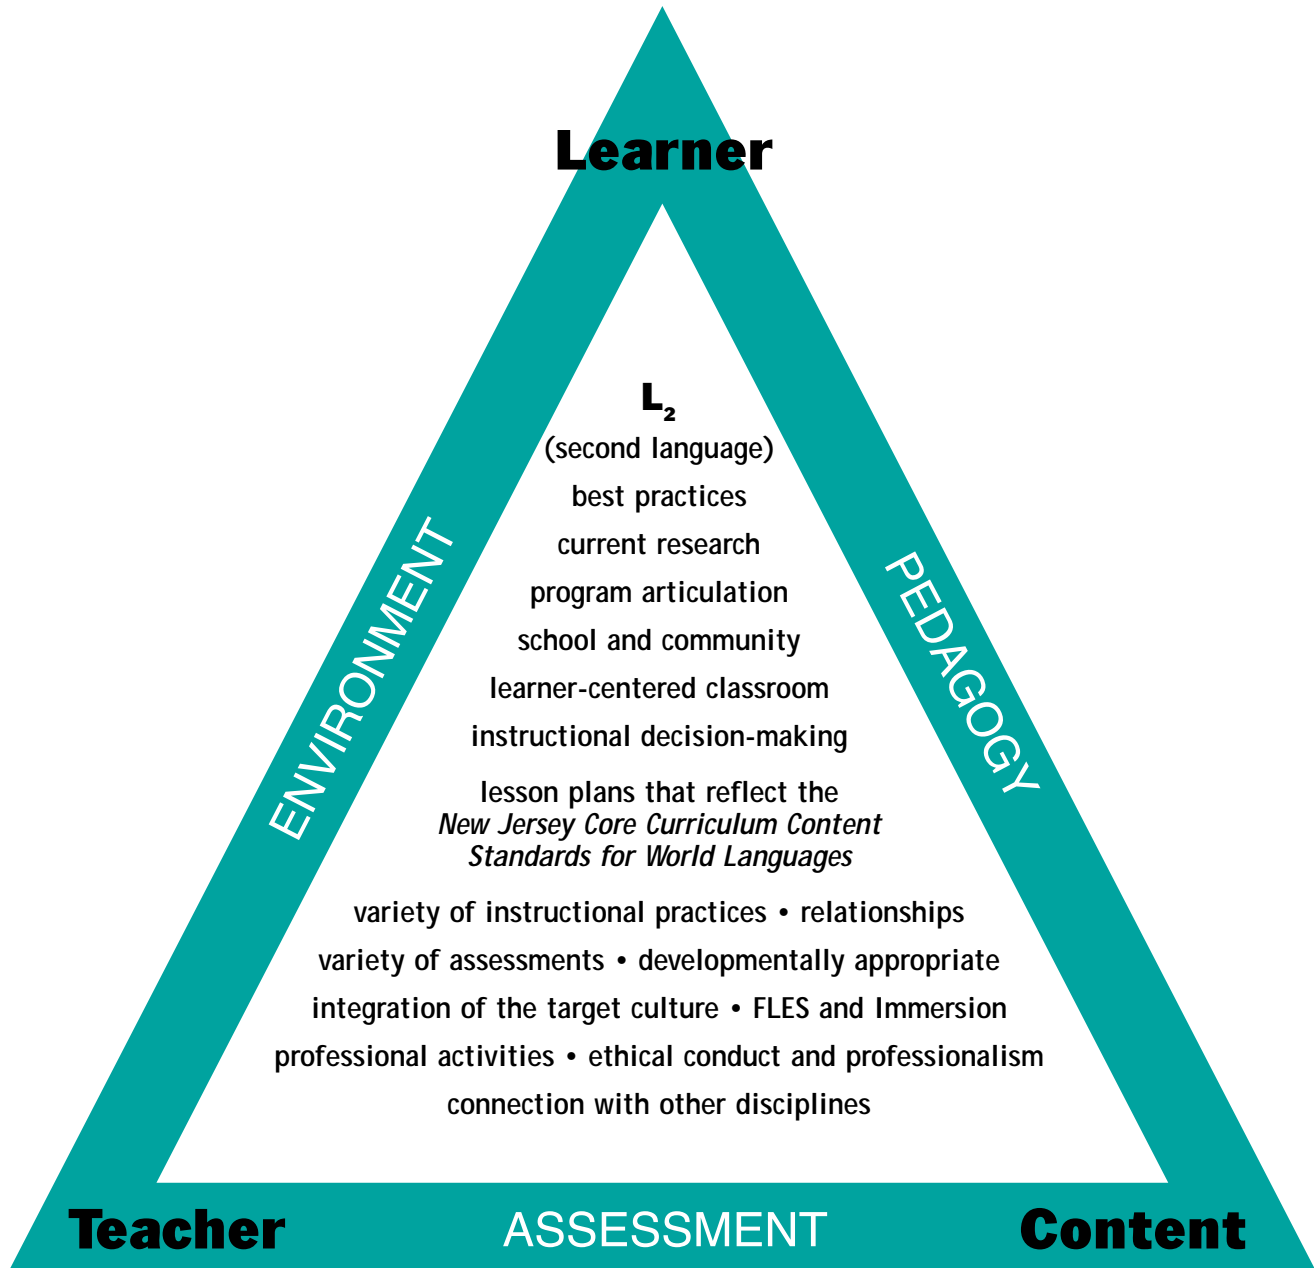 Learner
L2
(second language)
best practices
current research
program articulation
school and community
learner-centered classroom
instructional decision-making
lesson plans that reflect the
New Jersey Core Curriculum Content
Standards for World Languages
variety of instructional practices • relationships
variety of assessments • developmentally appropriate
integration of the target culture • FLES and Immersion
professional activities • ethical conduct and professionalism
connection with other disciplines
ENVIRONMENT
PEDAGOGY
Teacher
ASSESSMENT
Content